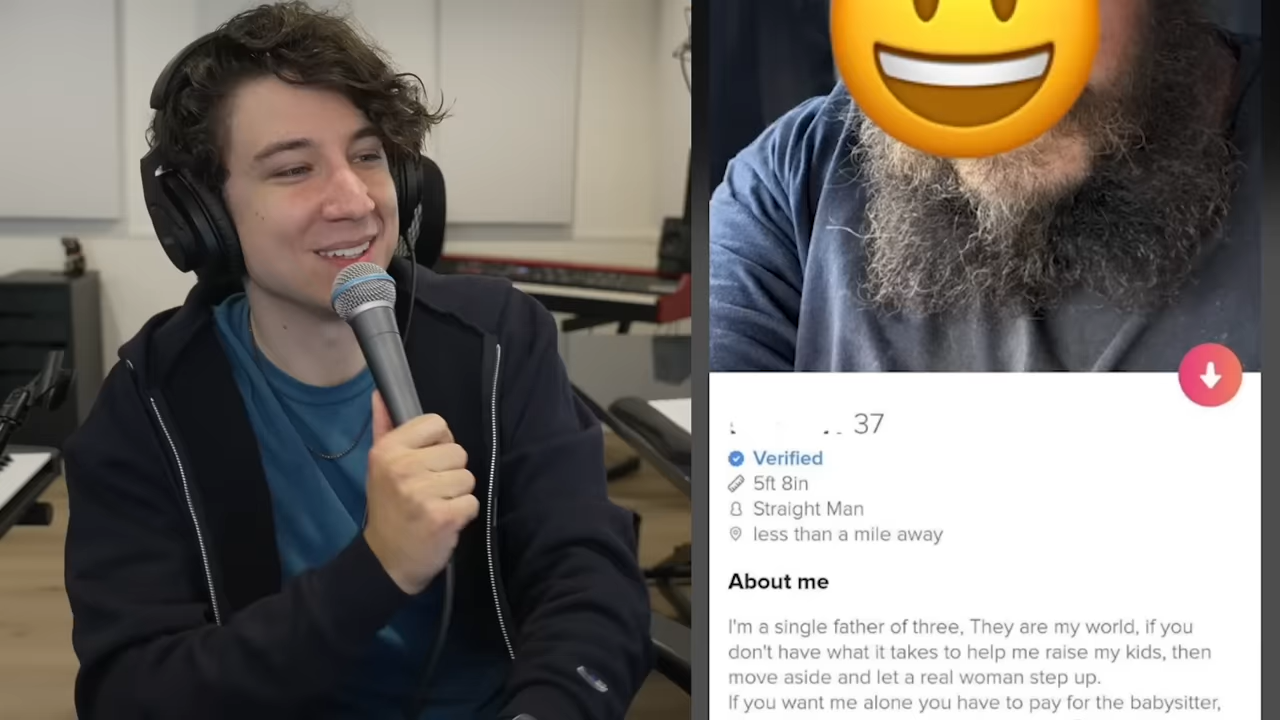 37
Verified
5ft 8in
Straight Man
less than a mile away
About me
I'm a single father of three, They are my world, if you
don't have what it takes to help me raise my kids, then
move aside and let a real woman step up.
If you want me alone you have to pay for the babysitter,